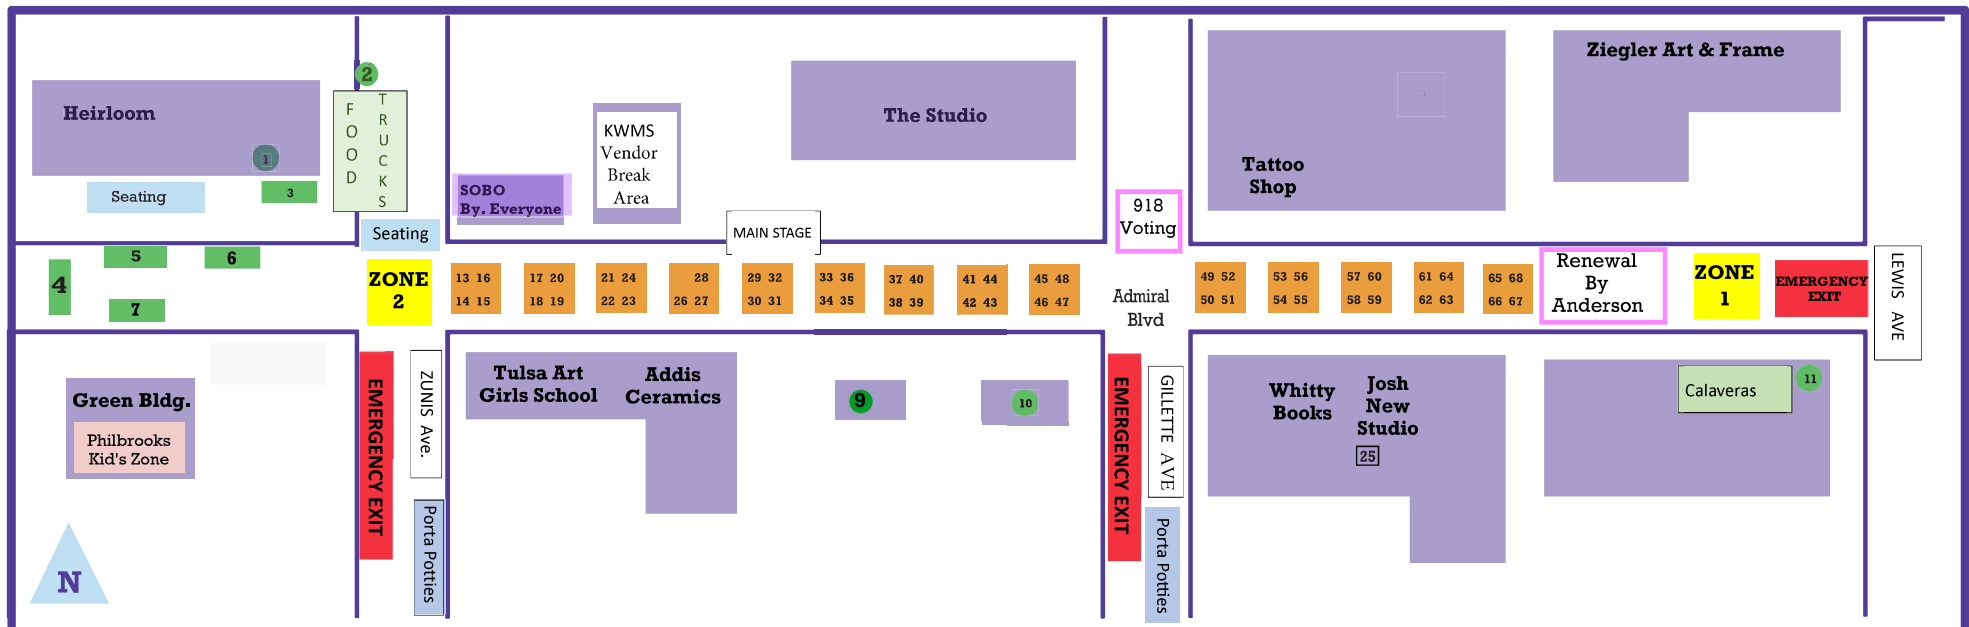 Heirloom
1
Seating
3
2
FOOD
TRUCKS
Seating
SOBO
By. Everyone
KWMS
Vendor
Break
Area
The Studio
MAIN STAGE
918
Voting
Tattoo
Shop
Ziegler Art & Frame
4
5
6
7
ZONE
2
13 16
14 15
17 20
18 19
21 24
22 23
28
26 27
29 32
30 31
33 36
34 35
37 40
38 39
41 44
42 43
45 48
46 47
Admiral
Blvd
49 52
50 51
53 56
54 55
57 60
58 59
61 64
62 63
65 68
66 67
Renewal
By
Anderson
ZONE
1
EMERGENCY
EXIT
LEWIS AVE
Green Bldg.
Philbrooks
Kid's Zone
N
EMERGENCY EXIT
ZUNIS Ave.
Porta Potties
Tulsa Art
Girls School
Addis
Ceramics
9
10
EMERGENCY EXIT
GILLETTE AVE
Porta Potties
Whitty
Books
Josh
New
Studio
25
Calaveras
11